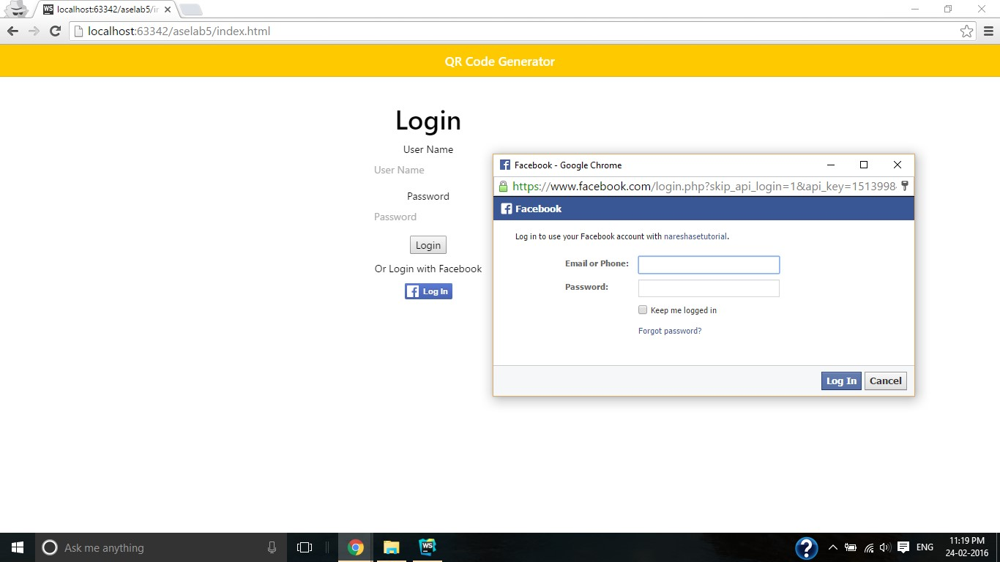 WS localhost:63342/aselab5/ir
localhost:63342/aselab5/index.html
QR Code Generator
Login
User Name
User Name
Password
Password
Login
Or Login with Facebook
f Log In
Facebook - Google Chrome
https://www.facebook.com/login.php?skip_api_login=1&api_key=1513998
Facebook
Log in to use your Facebook account with nareshasetutorial.
Email or Phone:
Password:
Keep me logged in
Forgot password?
Log In Cancel
Ask me anything
WS
? ENG
11:19 PM
24-02-2016